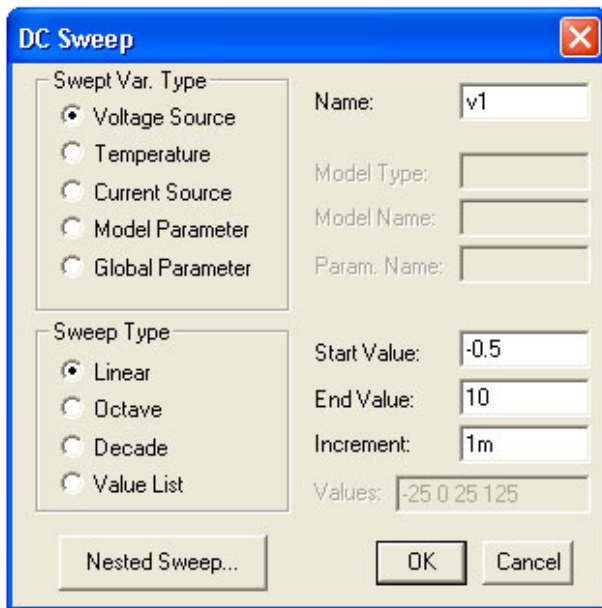 DC Sweep
Swept Var. Type
Voltage Source
Temperature
Current Source
Model Parameter
Global Parameter
Name: v1
Model Type:
Model Name:
Param. Name:
Sweep Type
Linear
Octave
Decade
Value List
Start Value: -0.5
End Value: 10
Increment: 1m
Values: -25 0 25 125
Nested Sweep...
OK
Cancel